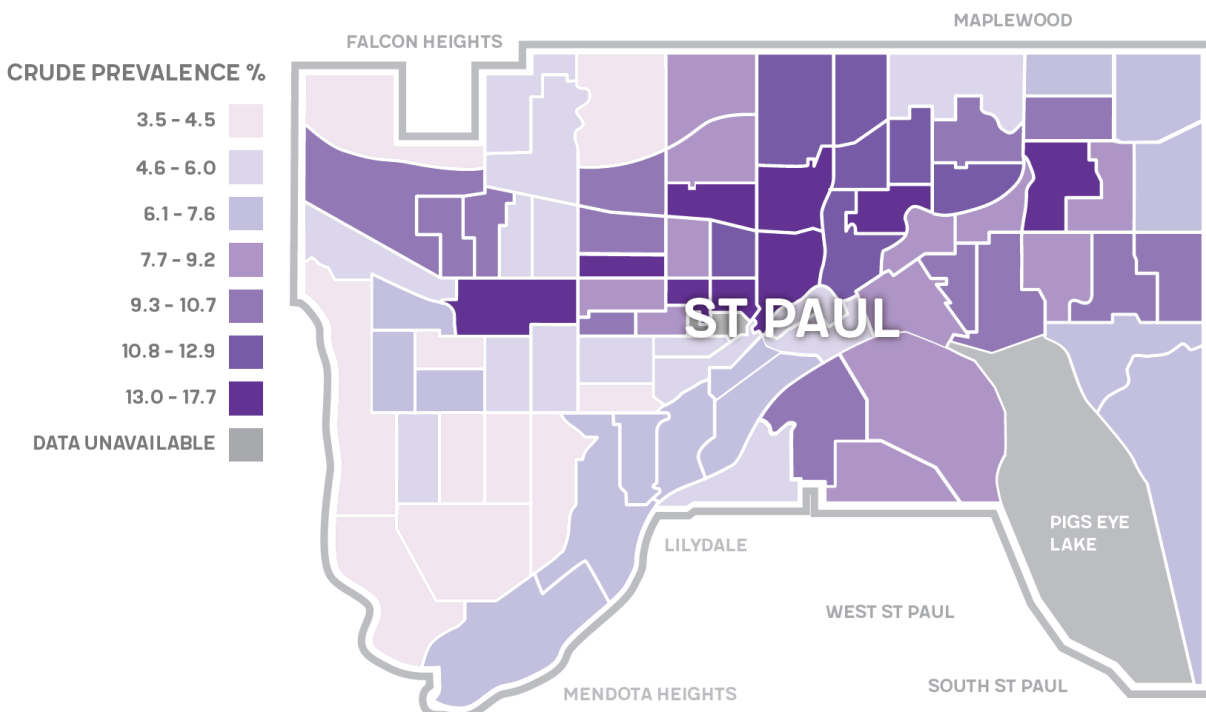 MAPLEWOOD
FALCON HEIGHTS
CRUDE PREVALENCE %
3.5 – 4.5
4.6 – 6.0
6.1 – 7.6
7.7 – 9.2
9.3 – 10.7
10.8 – 12.9
13.0 – 17.7
DATA UNAVAILABLE
ST PAUL
PIGS EYE
LAKE
LILYDALE
WEST ST PAUL
SOUTH ST PAUL
MENDOTA HEIGHTS